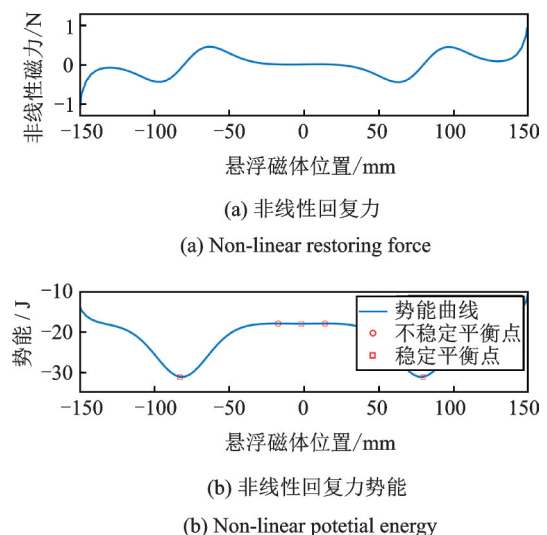 1
0
-1
非线性磁力/N
-150
-100
-50
0
50
100
150
悬浮磁体位置/mm
(a) 非线性回复力
(a) Non-linear restoring force
-10
-20
-30
势能 / J
势能曲线
不稳定平衡点
稳定平衡点
-150
-100
-50
0
50
100
150
悬浮磁体位置/mm
(b) 非线性回复力势能
(b) Non-linear potetial energy